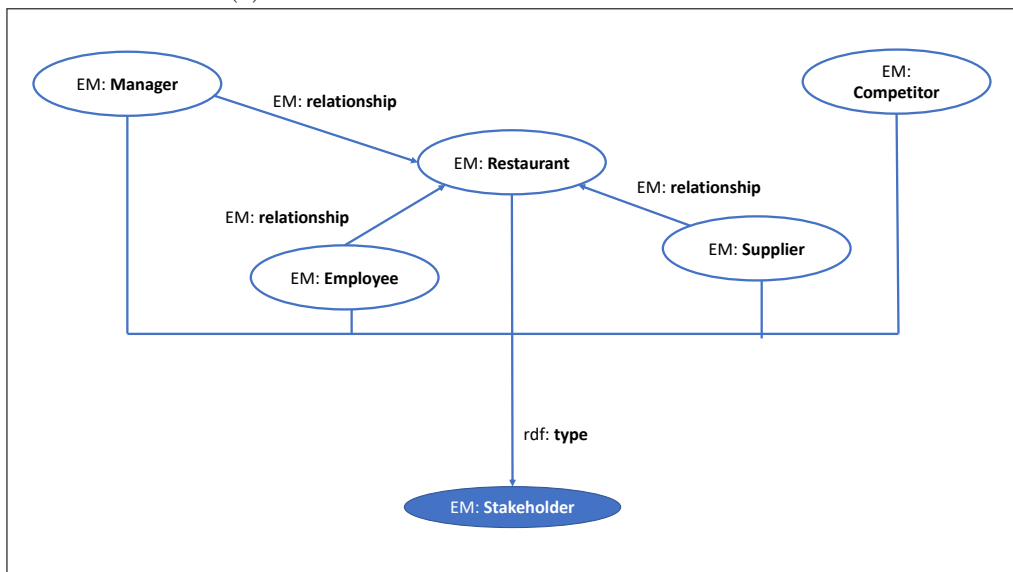 EM: Manager
EM:
Competitor
EM: relationship
EM: Restaurant
EM: relationship
EM: relationship
EM: Supplier
EM: Employee
rdf: type
EM: Stakeholder